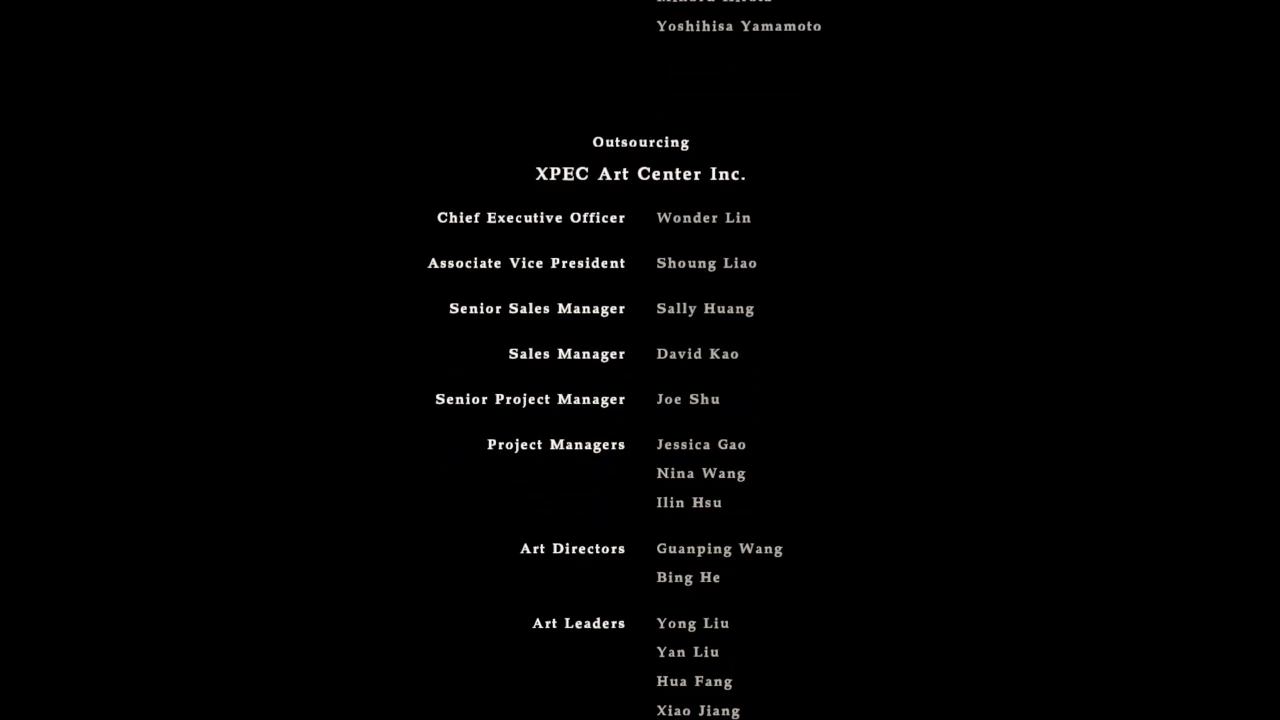 Yoshihisa Yamamoto
Outsourcing
XPEC Art Center Inc.
Chief Executive Officer Wonder Lin
Associate Vice President Shoung Liao
Senior Sales Manager Sally Huang
Sales Manager David Kao
Senior Project Manager Joe Shu
Project Managers Jessica Gao
Nina Wang
Ilin Hsu
Art Directors Guanping Wang
Bing He
Art Leaders Yong Liu
Yan Liu
Hua Fang
Xiao Jiang